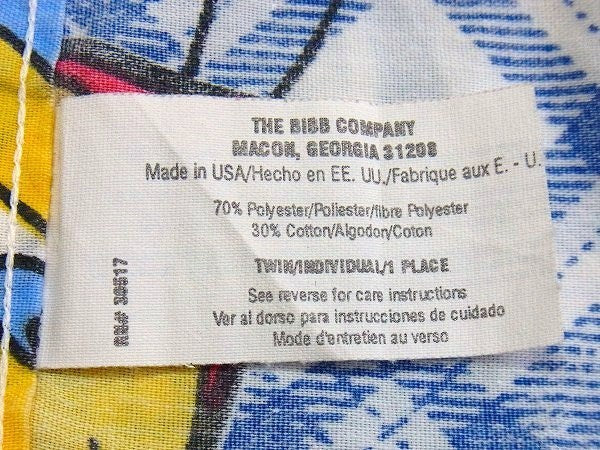 THE BIBB COMPANY
MACON, GEORGIA 31208
Made in USA/Hecho en EE. UU./Fabrique aux E. - U.
70% Polyester/Poliester/fibre Polyester
30% Cotton/Algodon/Coton
TWIN/INDIVIDUAL/1 PLACE
See reverse for care instructions
Ver al dorso para instrucciones de cuidado
Mode d'entretien au verso
RN# 30517